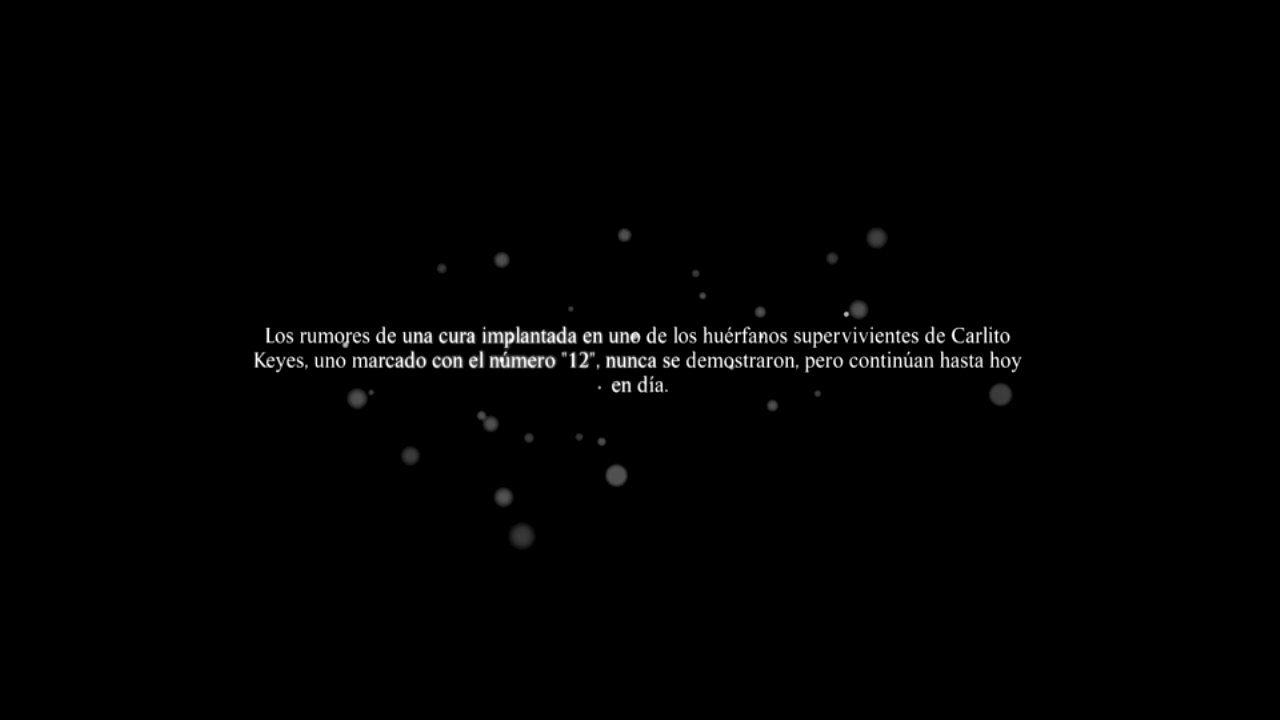 Los rumores de una cura implantada en uno de los huérfanos supervivientes de Carlito
Keyes, uno marcado con el número "12", nunca se demostraron, pero continúan hasta hoy
en día.